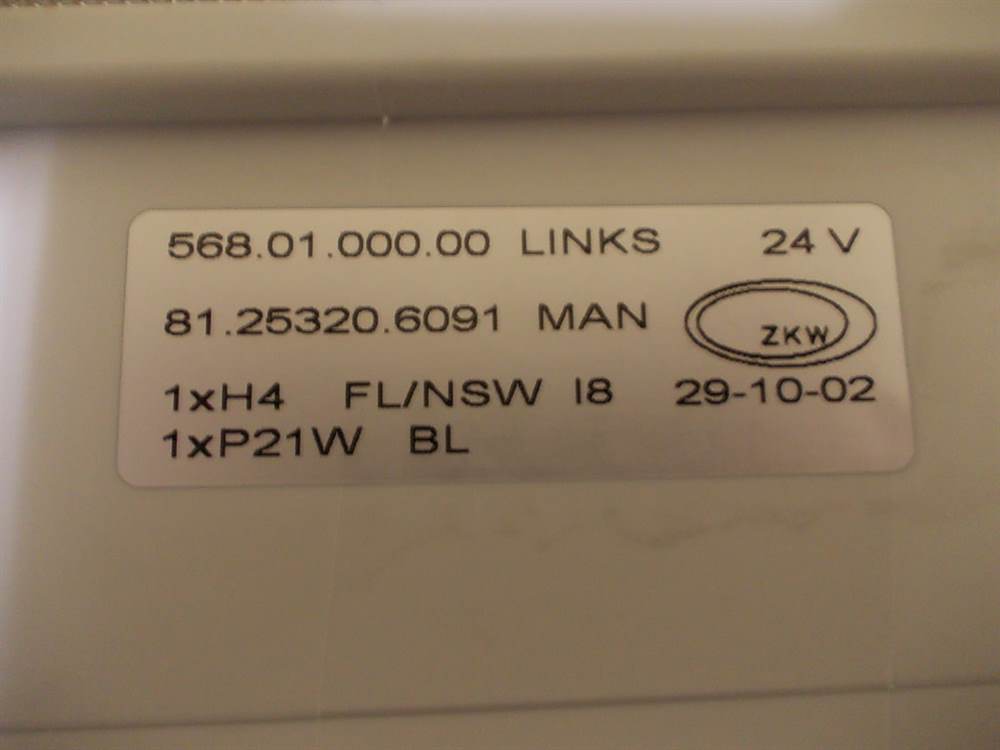 568.01.000.00 LINKS 24 V
81.25320.6091 MAN ZKW
1xH4 FL/NSW I8 29-10-02
1xP21W BL